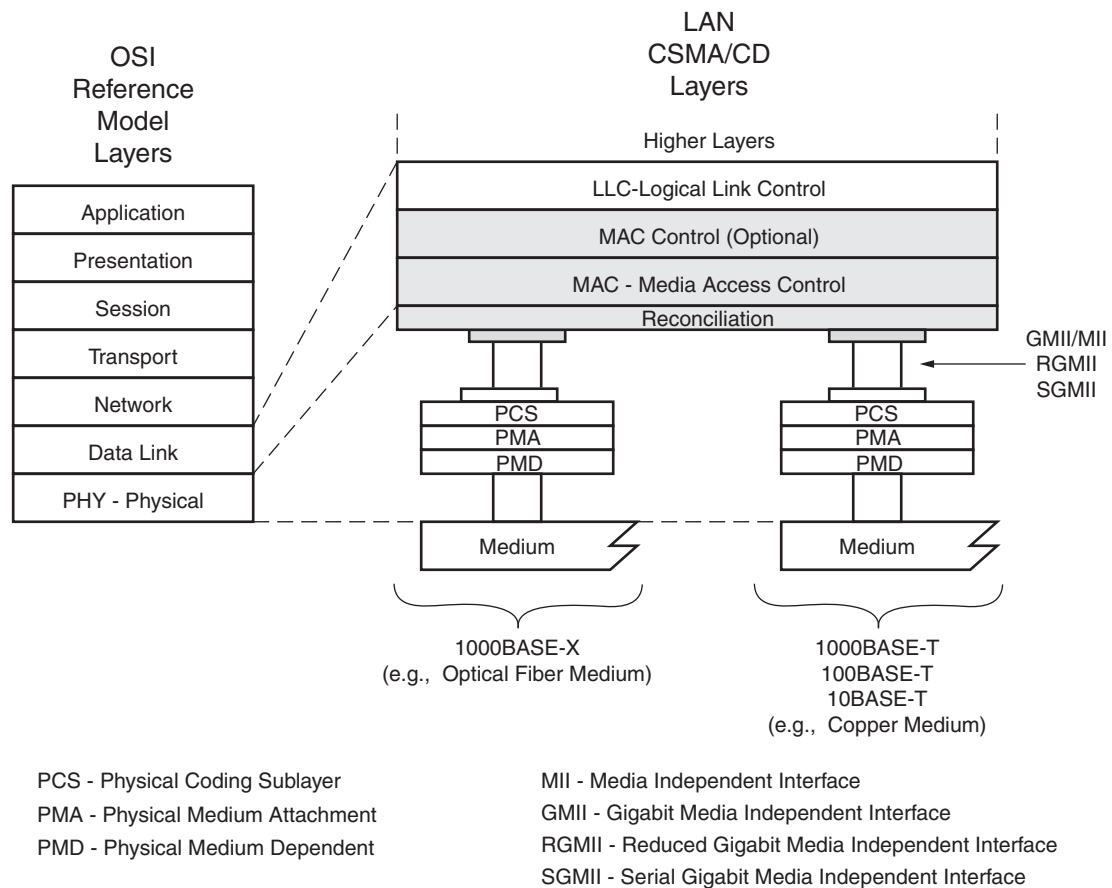 OSI
Reference
Model
Layers
Application
Presentation
Session
Transport
Network
Data Link
PHY - Physical
LAN
CSMA/CD
Layers
Higher Layers
LLC-Logical Link Control
MAC Control (Optional)
MAC - Media Access Control
Reconciliation
GMII/MII
RGMII
SGMII
PCS
PMA
PMD
Medium
1000BASE-X
(e.g., Optical Fiber Medium)
PCS
PMA
PMD
Medium
1000BASE-T
100BASE-T
10BASE-T
(e.g., Copper Medium)
PCS - Physical Coding Sublayer
PMA - Physical Medium Attachment
PMD - Physical Medium Dependent
MII - Media Independent Interface
GMII - Gigabit Media Independent Interface
RGMII - Reduced Gigabit Media Independent Interface
SGMII - Serial Gigabit Media Independent Interface